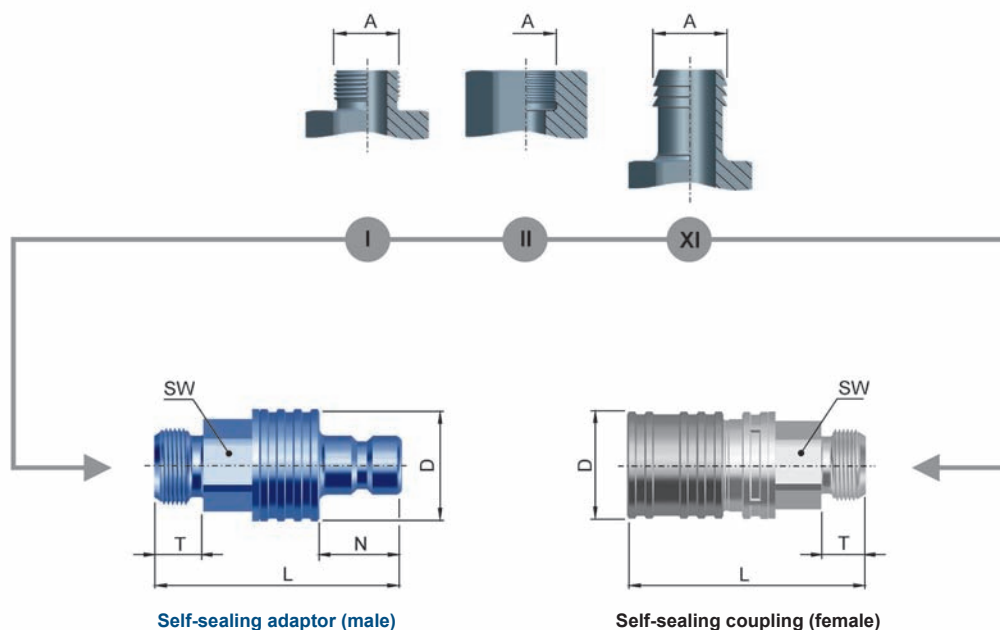 A A A
I II XI
SW SW
D D
T N T
L L
Self-sealing adaptor (male) Self-sealing coupling (female)